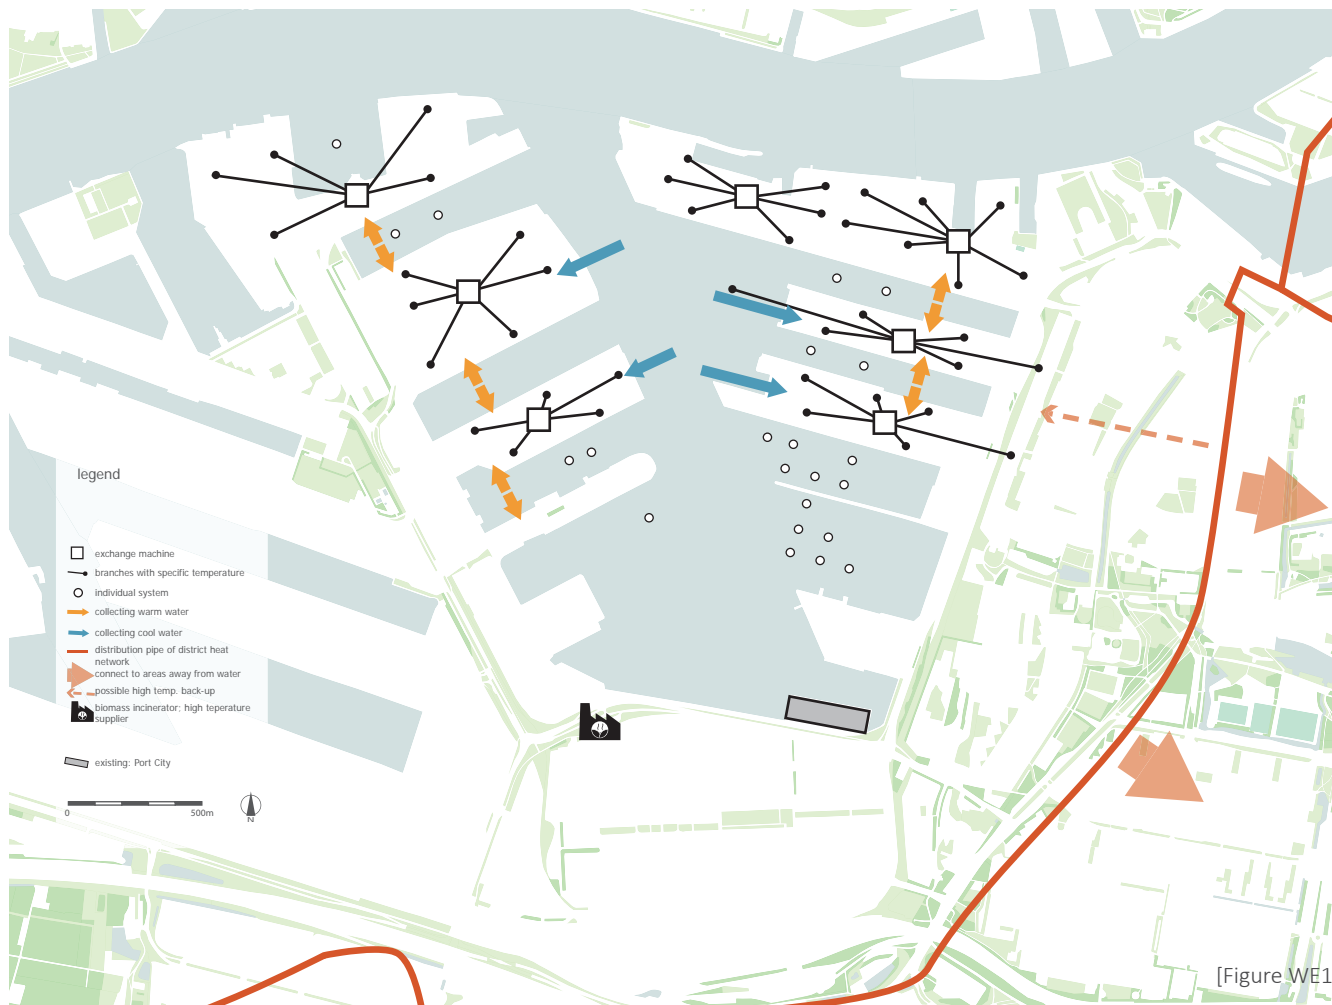 legend
exchange machine
branches with specific temperature
individual system
collecting warm water
collecting cool water
distribution pipe of district heat
network
connect to areas away from water
possible high temp. back-up
biomass incinerator: high teperature
supplier
existing: Port City
0 500m
N
[Figure WE1